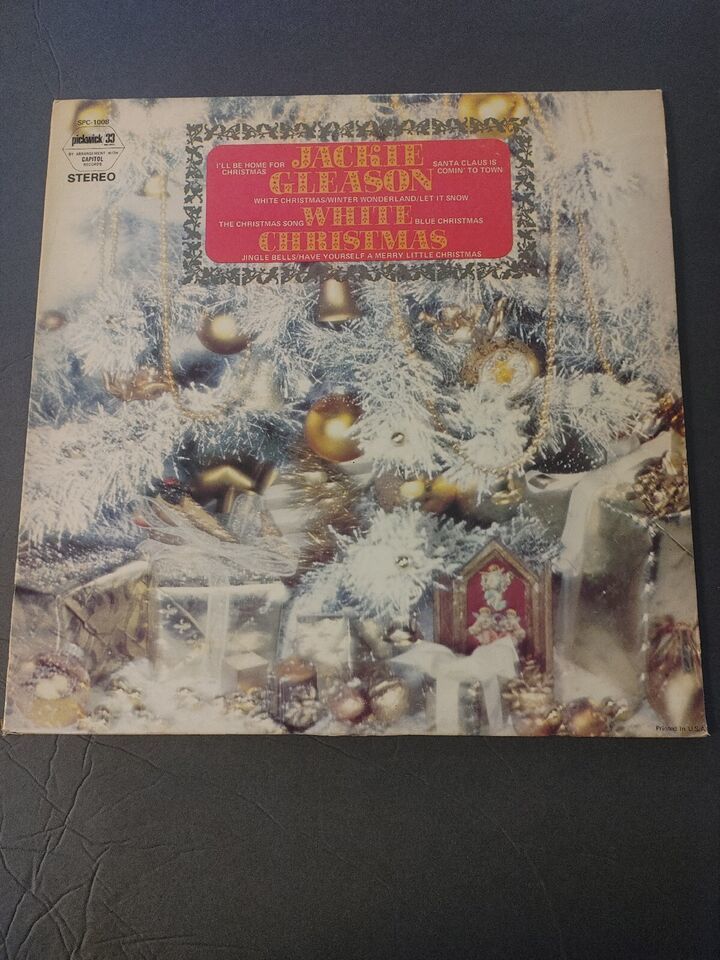 SPC-1008
pickwick 33
BY ARRANGEMENT WITH
CAPITOL
RECORDS
STEREO
I'LL BE HOME FOR
CHRISTMAS
JACKIE
GLEASON
SANTA CLAUS IS
COMIN' TO TOWN
WHITE CHRISTMAS/WINTER WONDERLAND/LET IT SNOW
THE CHRISTMAS SONG WHITE BLUE CHRISTMAS
CHRISTMAS
JINGLE BELLS/HAVE YOURSELF A MERRY LITTLE CHRISTMAS
Printed In U.S.A.